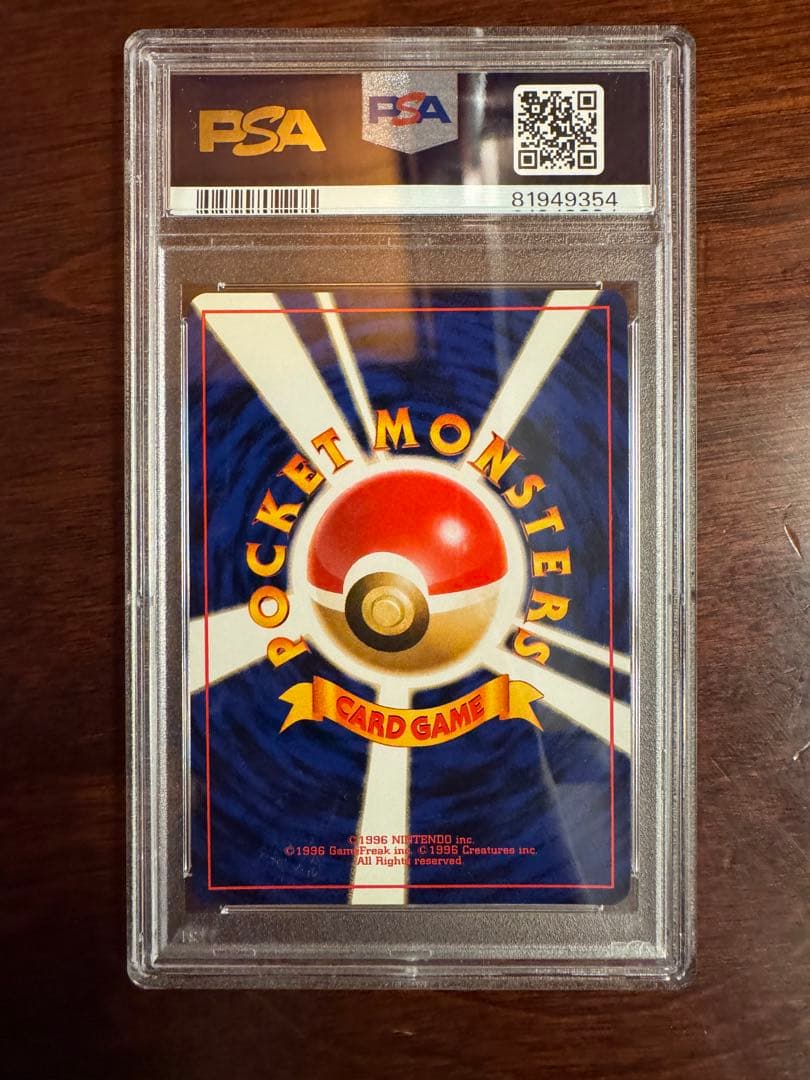 PSA
PSA
81949354
POCKET MONSTERS
CARD GAME
©1996 NINTENDO inc.
©1996 GameFreak inc. ©1996 Creatures inc.
All Rights reserved.